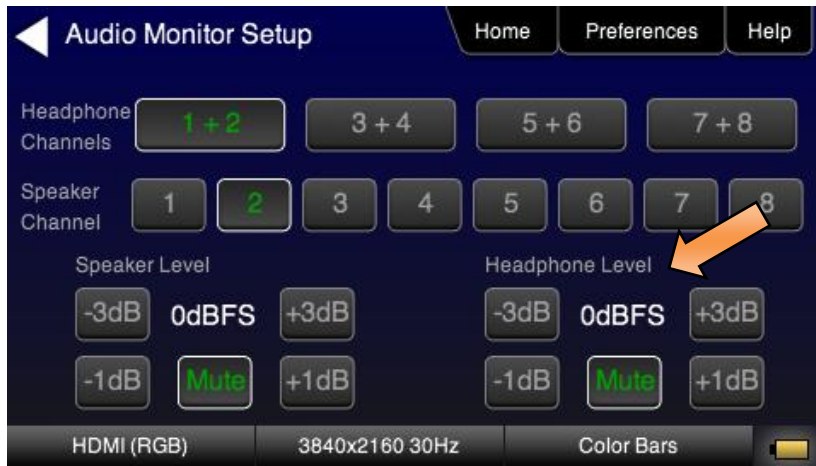 Audio Monitor Setup Home Preferences Help
Headphone Channels 1 + 2 3 + 4 5 + 6 7 + 8
Speaker Channel 1 2 3 4 5 6 7 8
Speaker Level Headphone Level
-3dB 0dBFS +3dB -3dB 0dBFS +3dB
-1dB Mute +1dB -1dB Mute +1dB
HDMI (RGB) 3840x2160 30Hz Color Bars